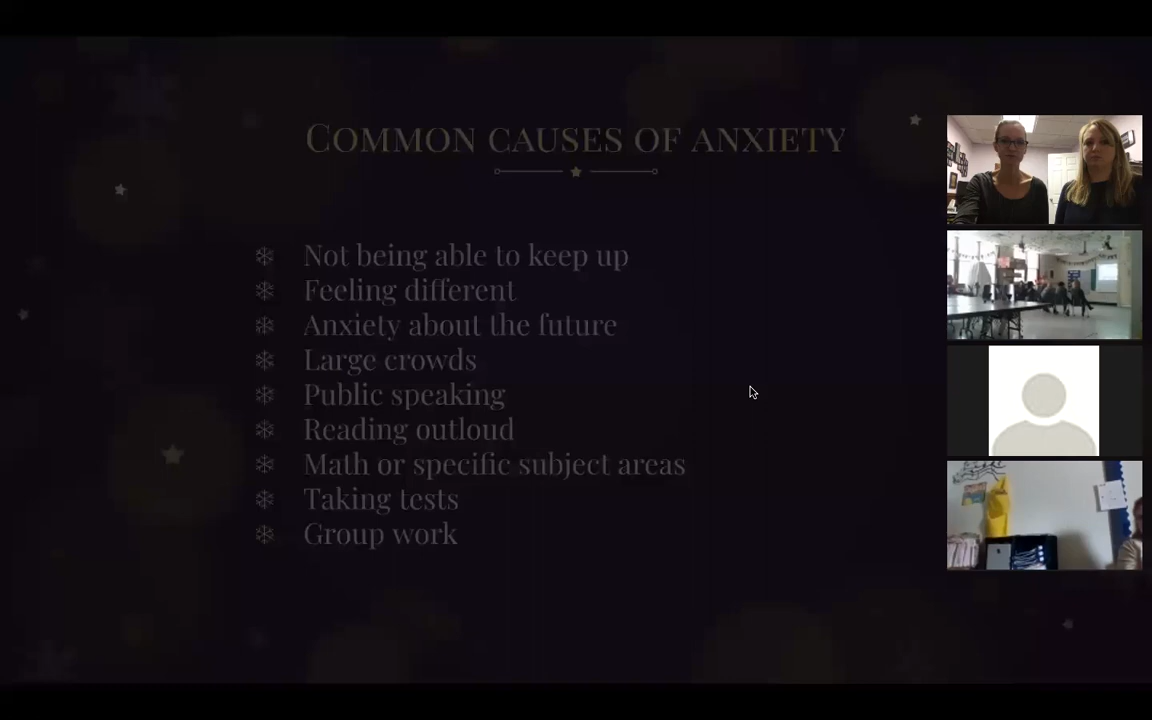 Common causes of anxiety
Not being able to keep up
Feeling different
Anxiety about the future
Large crowds
Public speaking
Reading outloud
Math or specific subject areas
Taking tests
Group work